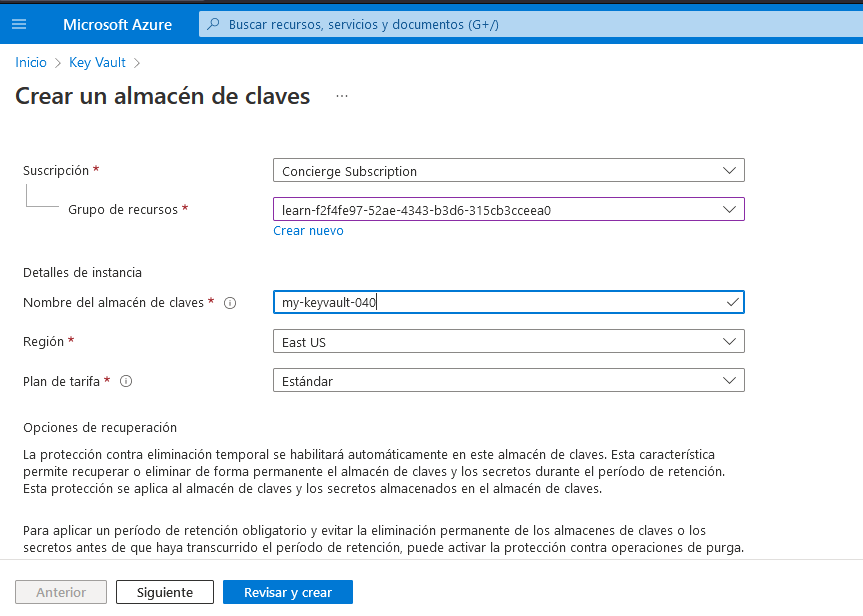 Microsoft Azure
Buscar recursos, servicios y documentos (G+/)
Inicio > Key Vault >
Crear un almacén de claves ...
Suscripción *
Concierge Subscription
Grupo de recursos *
learn-f2f4fe97-52ae-4343-b3d6-315cb3cceea0
Crear nuevo
Detalles de instancia
Nombre del almacén de claves *
my-keyvault-040
Región *
East US
Plan de tarifa *
Estándar
Opciones de recuperación
La protección contra eliminación temporal se habilitará automáticamente en este almacén de claves. Esta característica
permite recuperar o eliminar de forma permanente el almacén de claves y los secretos durante el período de retención.
Esta protección se aplica al almacén de claves y los secretos almacenados en el almacén de claves.
Para aplicar un período de retención obligatorio y evitar la eliminación permanente de los almacenes de claves o los
secretos antes de que haya transcurrido el período de retención, puede activar la protección contra operaciones de purga.
Anterior
Siguiente
Revisar y crear